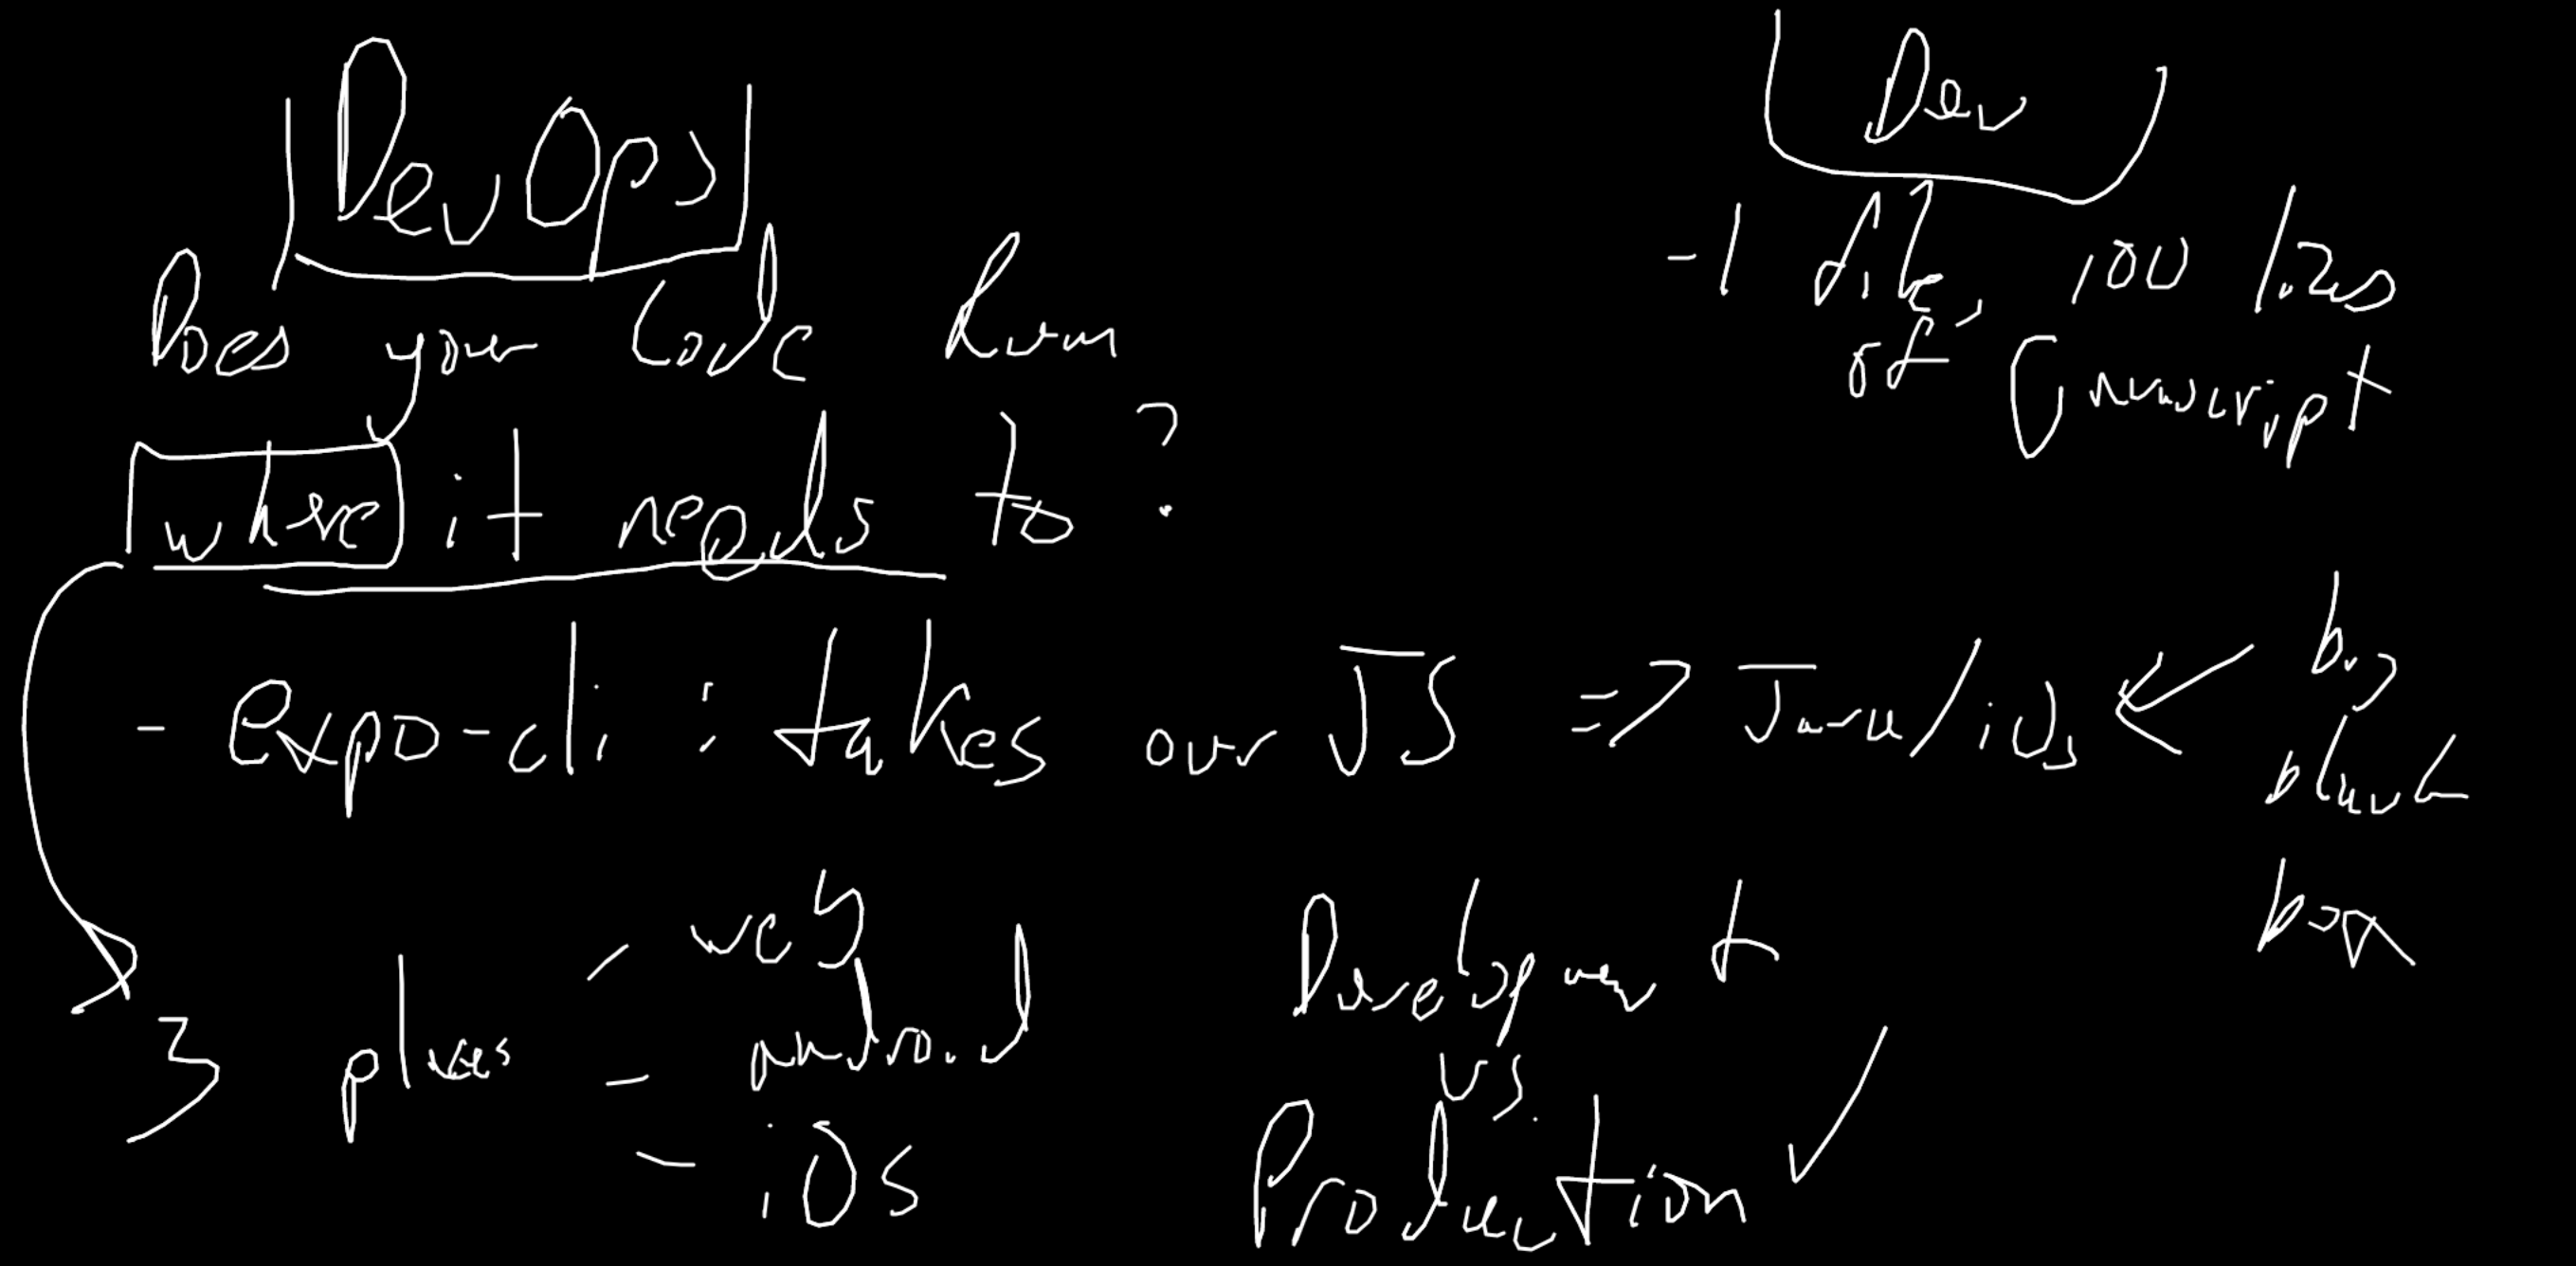 DevOps
Does your Code Run
where it needs to?
- expo-cli : takes over JS => Java/iOs
3 places
- web
- android
- iOs
Development
vs.
Production ✓
Dev
- 1 file, 100 lines
of Javascript
big
black
box